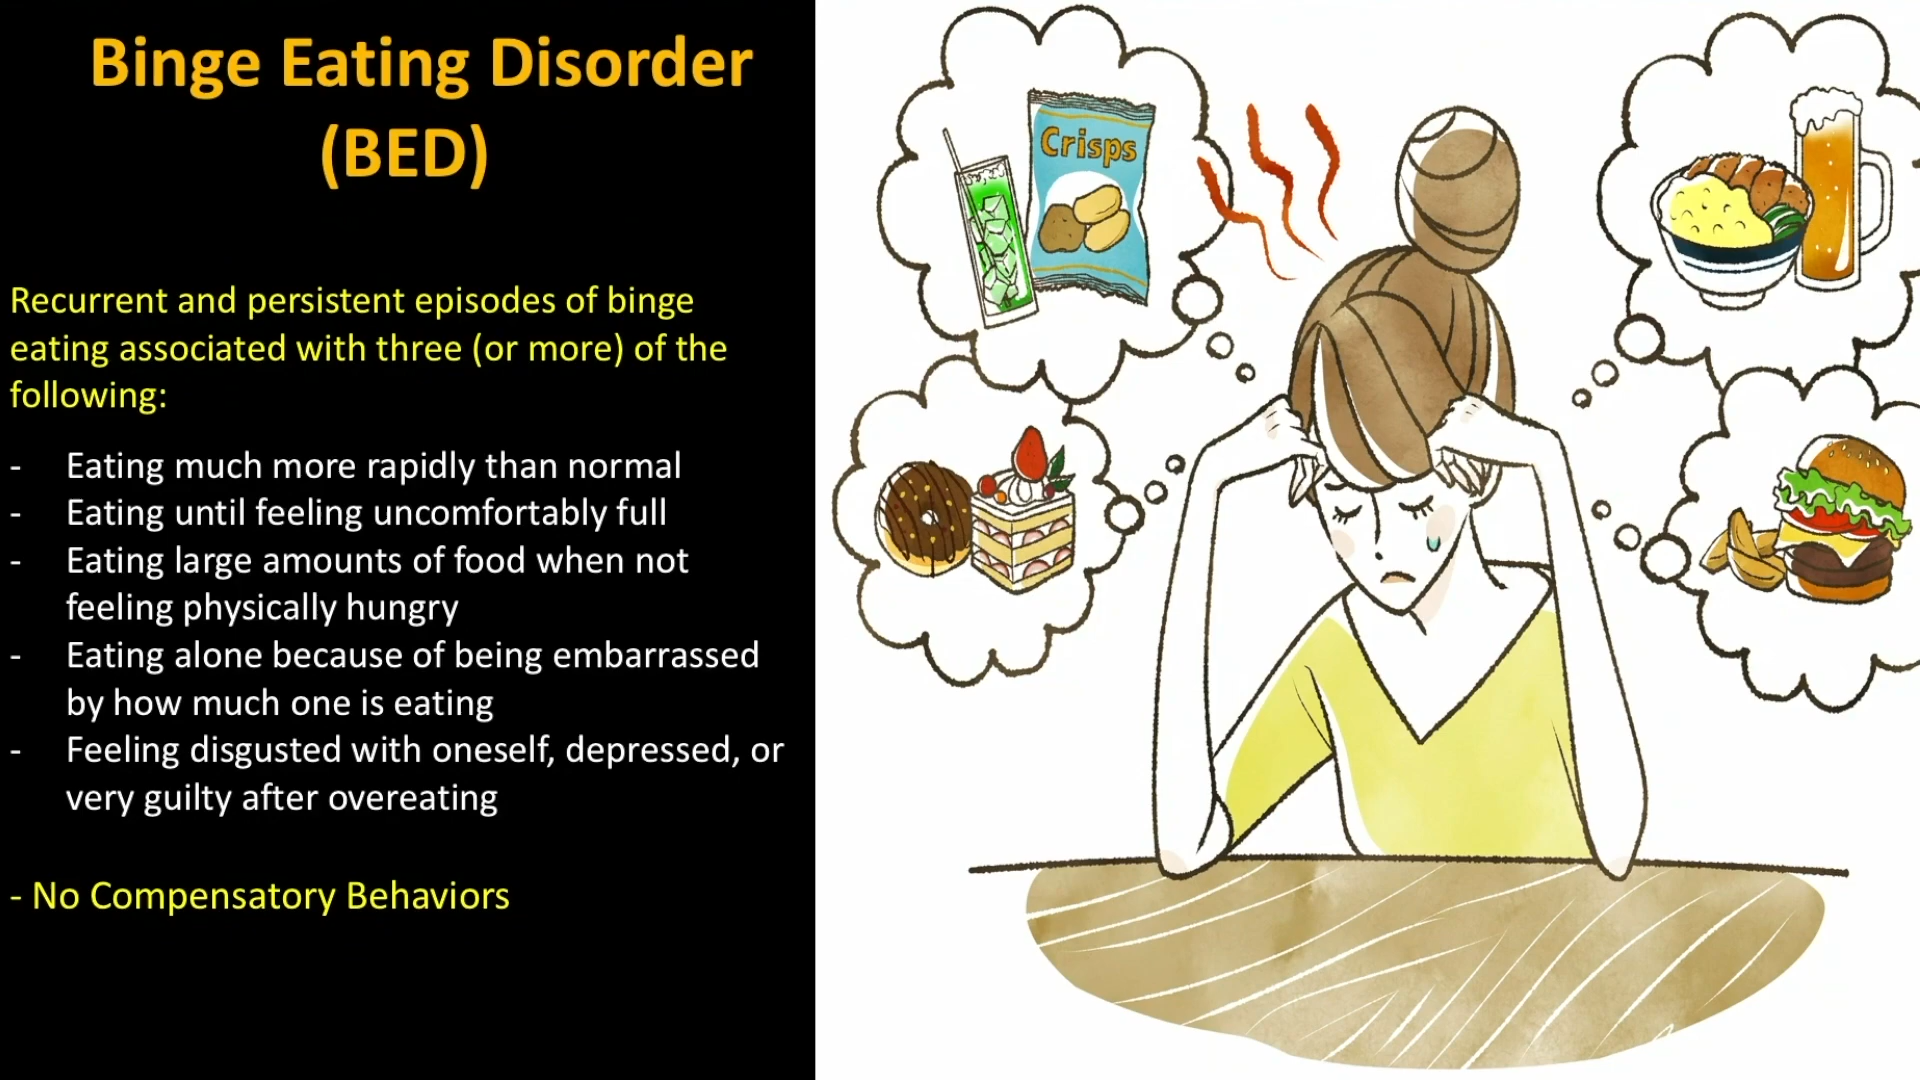 Binge Eating Disorder
(BED)
Recurrent and persistent episodes of binge
eating associated with three (or more) of the
following:
- Eating much more rapidly than normal
- Eating until feeling uncomfortably full
- Eating large amounts of food when not
feeling physically hungry
- Eating alone because of being embarrassed
by how much one is eating
- Feeling disgusted with oneself, depressed, or
very guilty after overeating
- No Compensatory Behaviors
Crisps